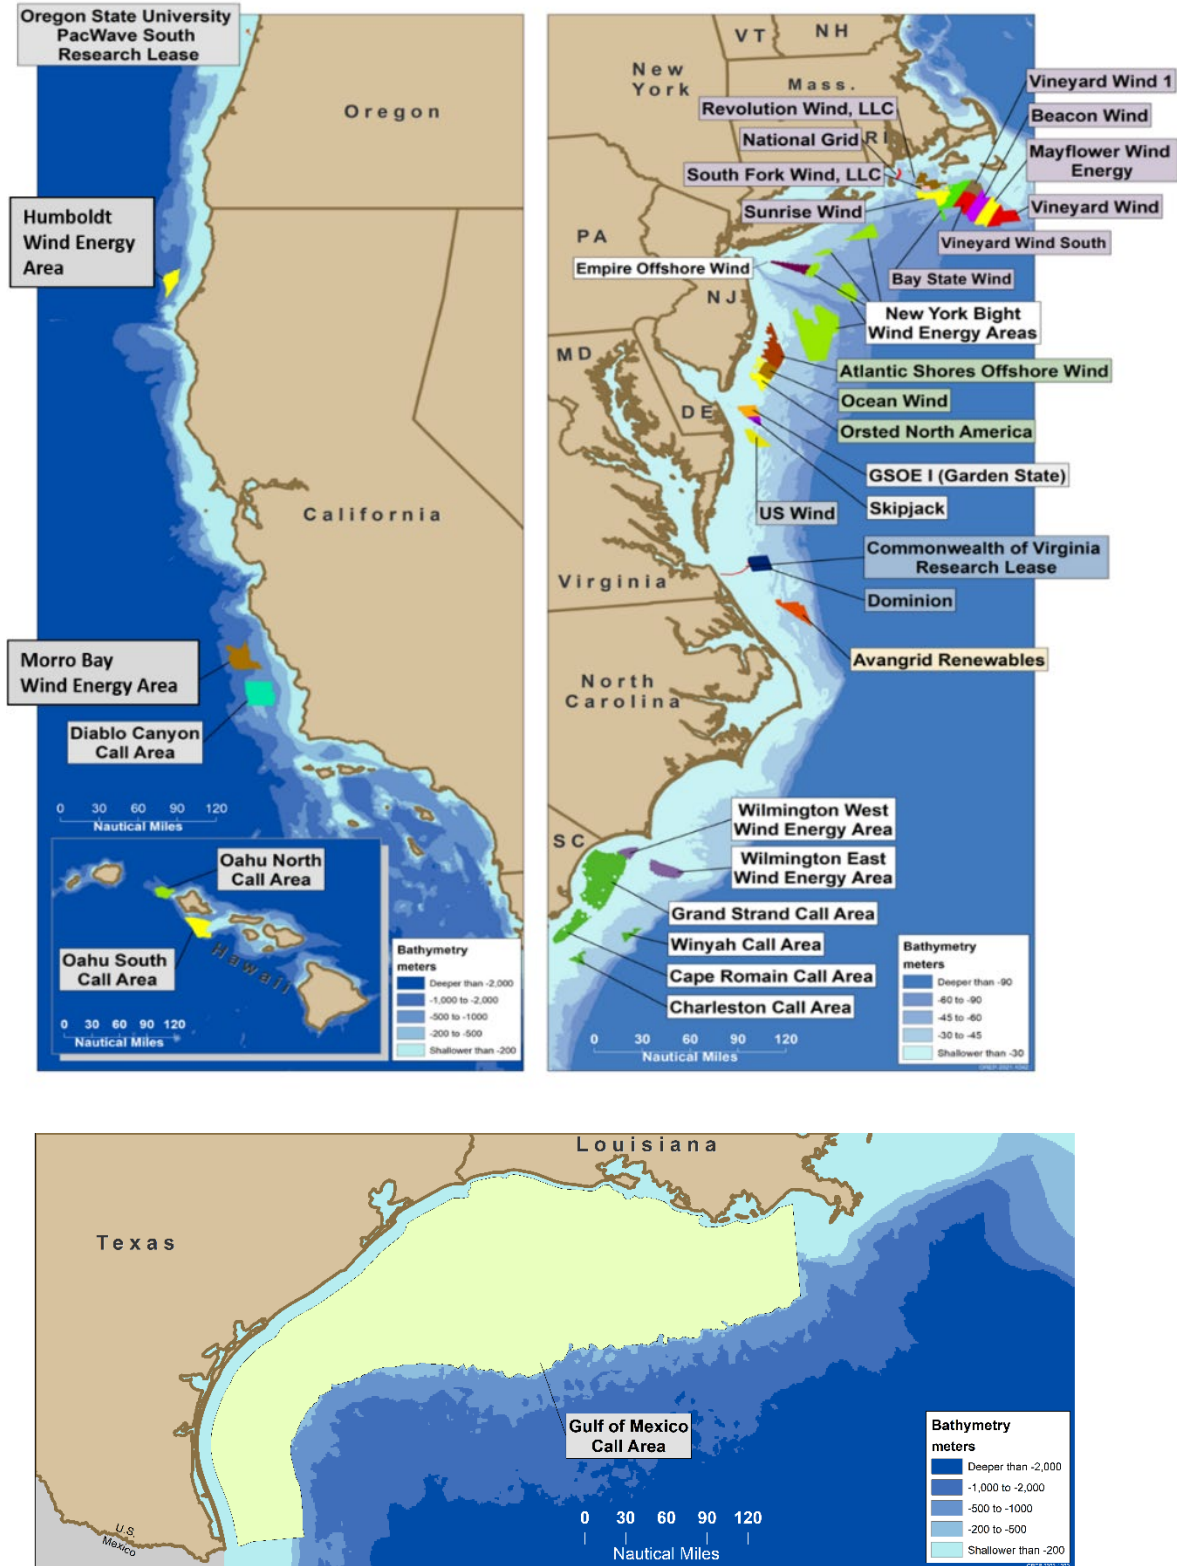 Oregon State University
PacWave South
Research Lease
Oregon
Humboldt
Wind Energy
Area
California
Morro Bay
Wind Energy Area
Diablo Canyon
Call Area
0 30 60 90 120
Nautical Miles
Oahu North
Call Area
Oahu South
Call Area
Hawaii
0 30 60 90 120
Nautical Miles
Bathymetry
meters
Deeper than -2,000
-1,000 to -2,000
-500 to -1000
-200 to -500
Shallower than -200
VT
NH
New
York
Mass.
RI
PA
NJ
MD
DE
Virginia
North
Carolina
SC
Vineyard Wind 1
Revolution Wind, LLC
Beacon Wind
National Grid
Mayflower Wind
Energy
South Fork Wind, LLC
Sunrise Wind
Vineyard Wind
Vineyard Wind South
Empire Offshore Wind
Bay State Wind
New York Bight
Wind Energy Areas
Atlantic Shores Offshore Wind
Ocean Wind
Orsted North America
GSOE I (Garden State)
Skipjack
US Wind
Commonwealth of Virginia
Research Lease
Dominion
Avangrid Renewables
Wilmington West
Wind Energy Area
Wilmington East
Wind Energy Area
Grand Strand Call Area
Winyah Call Area
Cape Romain Call Area
Charleston Call Area
0 30 60 90 120
Nautical Miles
Bathymetry
meters
Deeper than -90
-60 to -90
-45 to -60
-30 to -45
Shallower than -30
Louisiana
Texas
Gulf of Mexico
Call Area
U.S.
Mexico
0 30 60 90 120
Nautical Miles
Bathymetry
meters
Deeper than -2,000
-1,000 to -2,000
-500 to -1000
-200 to -500
Shallower than -200